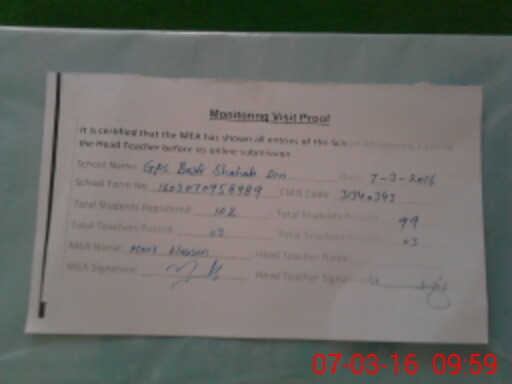 Monitoring Visit Proof
It is certified that the MEA has shown all entries of the School Monitoring Form to
the Head Teacher before its online submission
School Name: GPS Basti Shahab Din Date: 7-3-2016
School Form No 1603070958989 EMIS Code: 31340343
Total Students Registered: 102 Total Students Present: 99
Total Teachers Posted: 03 Total Teachers Present: 03
MEA Name: Head Teacher Name:
MEA Signature: Head Teacher Signature
07-03-16 09:59